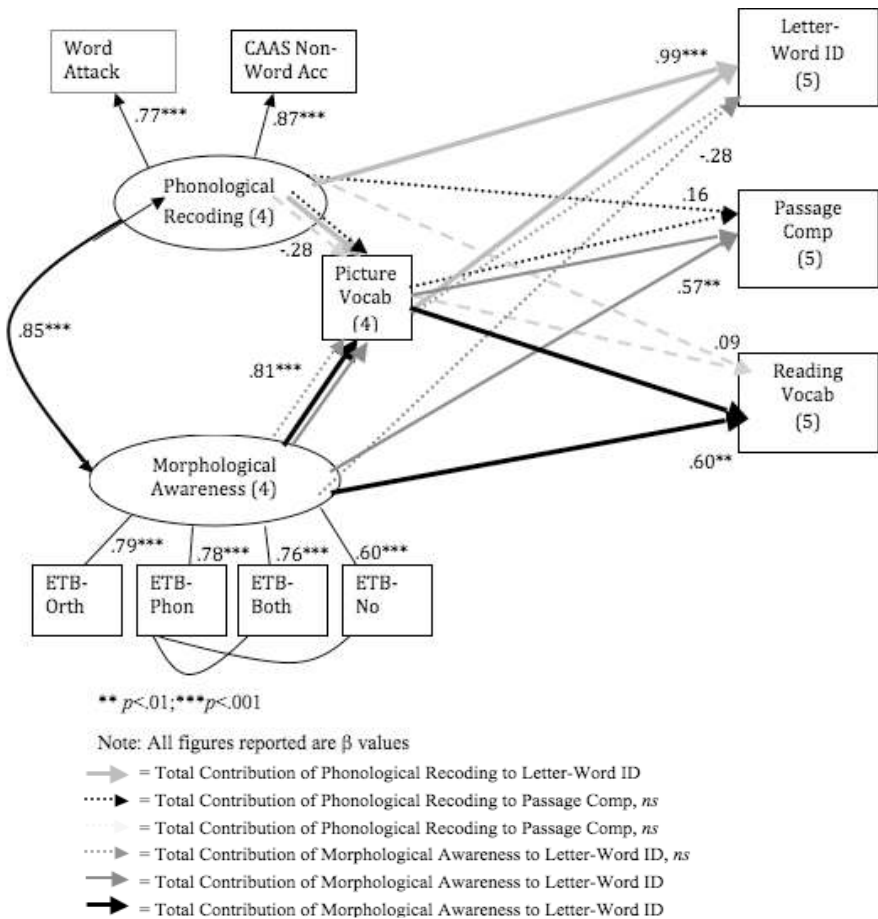 Word
Attack
CAAS Non-
Word Acc
Letter-
Word ID
(5)
.99***
.77***
.87***
-.28
Phonological
Recoding (4)
.16
Passage
Comp
(5)
-.28
Picture
Vocab
(4)
.57**
.85***
.09
.81***
Reading
Vocab
(5)
Morphological
Awareness (4)
.60**
.79***
.78***
.76***
.60***
ETB-
Orth
ETB-
Phon
ETB-
Both
ETB-
No
** p<.01;***p<.001
Note: All figures reported are β values
= Total Contribution of Phonological Recoding to Letter-Word ID
= Total Contribution of Phonological Recoding to Passage Comp, ns
= Total Contribution of Phonological Recoding to Passage Comp, ns
= Total Contribution of Morphological Awareness to Letter-Word ID, ns
= Total Contribution of Morphological Awareness to Letter-Word ID
= Total Contribution of Morphological Awareness to Letter-Word ID